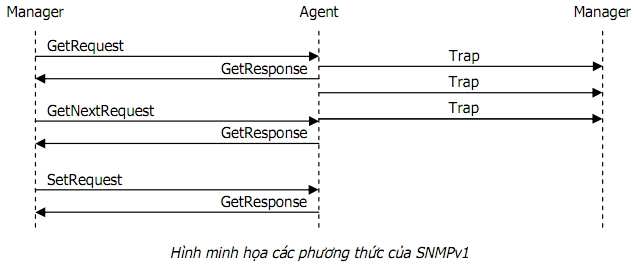 Manager Agent Manager
GetRequest
Trap
GetResponse
Trap
GetNextRequest
Trap
GetResponse
SetRequest
GetResponse
Hình minh họa các phương thức của SNMPv1